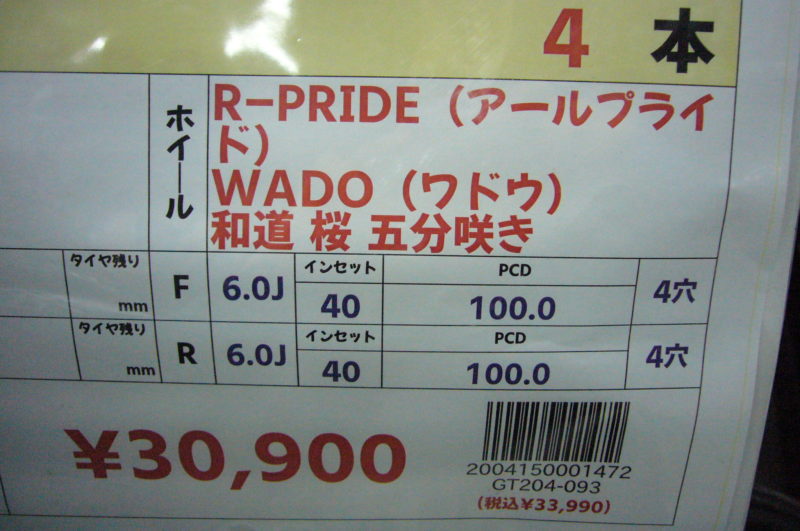 4 本
ホイール
R-PRIDE（アールプライ
ド）
WADO（ワドウ）
和道 桜 五分咲き
タイヤ残り mm F 6.0J インセット 40 PCD 100.0 4穴
タイヤ残り mm R 6.0J インセット 40 PCD 100.0 4穴
¥30,900
2004150001472
GT204-093
(税込¥33,990)